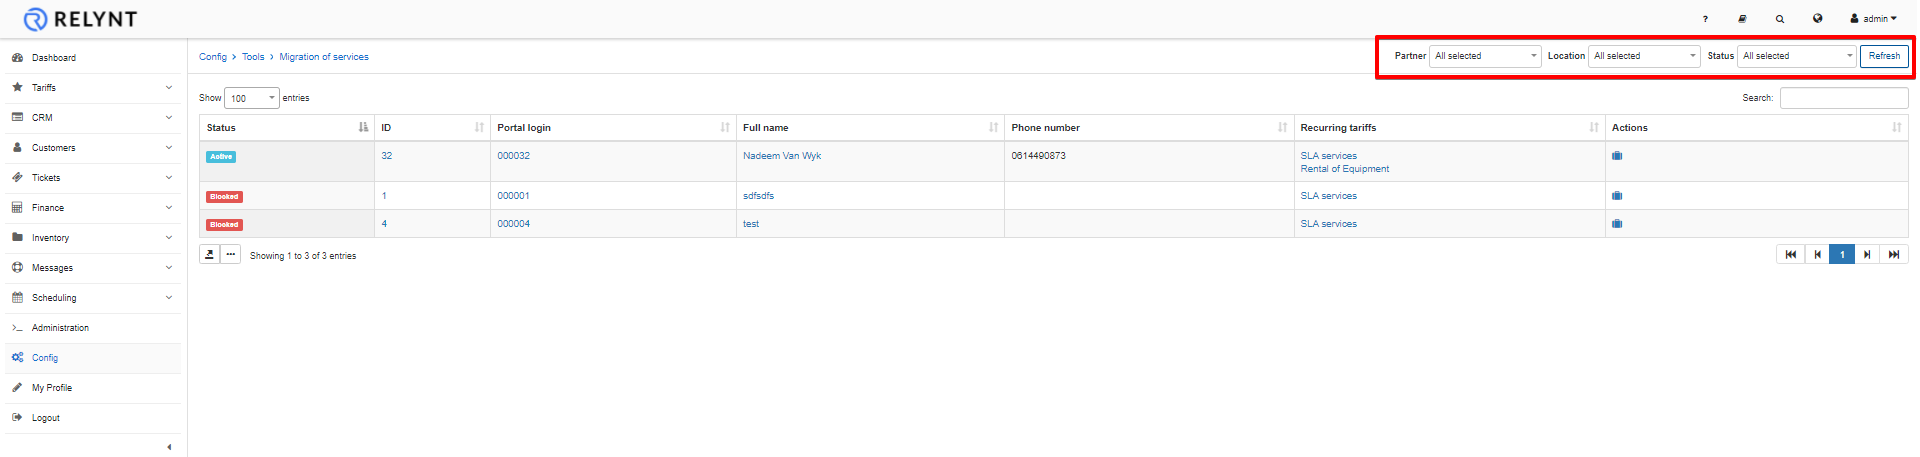 RELYNT
? admin
Dashboard
Tariffs
CRM
Customers
Tickets
Finance
Inventory
Messages
Scheduling
Administration
Config
My Profile
Logout
Config > Tools > Migration of services
Partner All selected Location All selected Status All selected Refresh
Show 100 entries Search:
Status ID Portal login Full name Phone number Recurring tariffs Actions
Active 32 000032 Nadeem Van Wyk 0614490873 SLA services
Rental of Equipment
Blocked 1 000001 sdfsdfs SLA services
Blocked 4 000004 test SLA services
Showing 1 to 3 of 3 entries 1